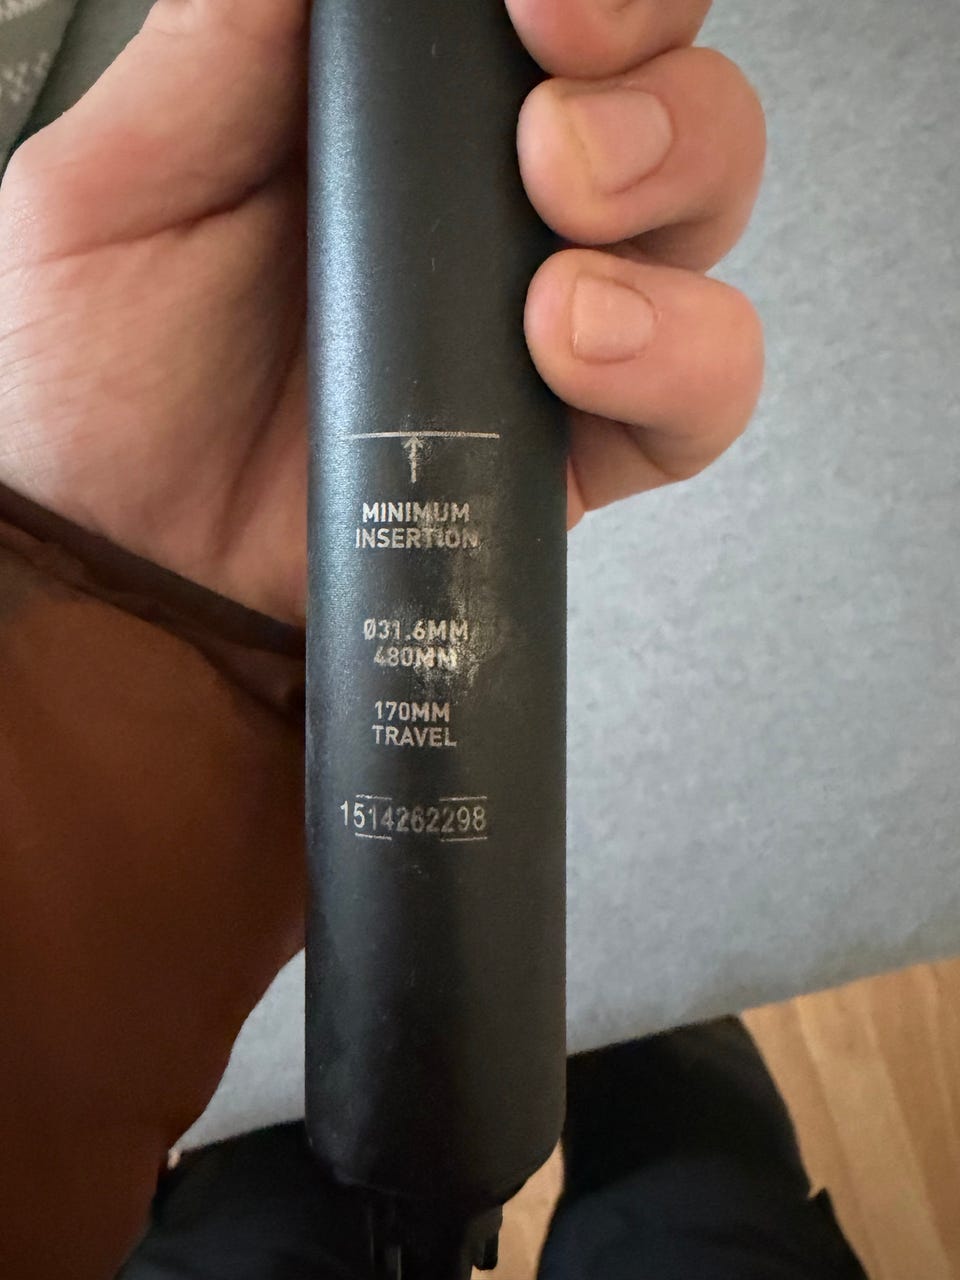 MINIMUM
INSERTION
Ø31.6MM
480MM
170MM
TRAVEL
1514262298